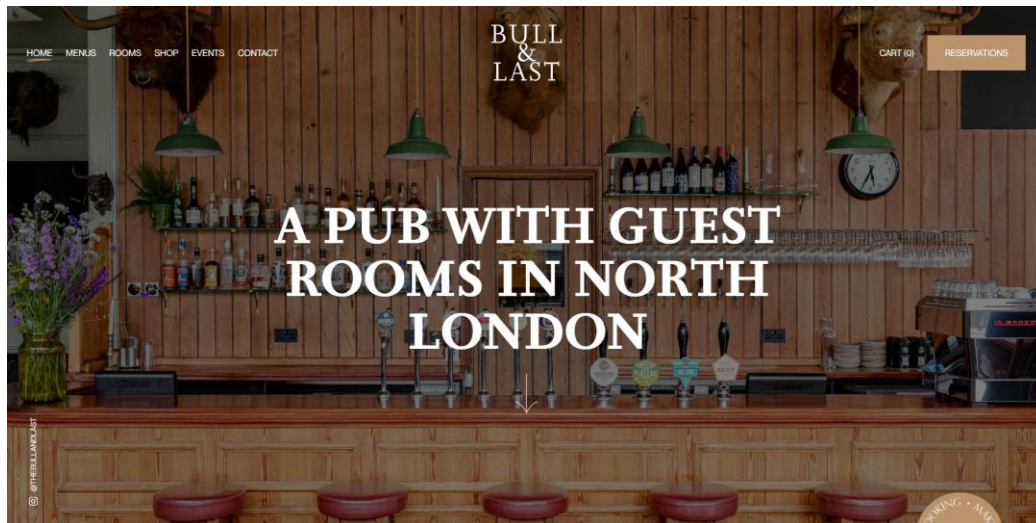 BULL
&
LAST
HOME MENUS ROOMS SHOP EVENTS CONTACT
CART (0) RESERVATIONS
A PUB WITH GUEST
ROOMS IN NORTH
LONDON
@THEBULLANDLAST
BEST